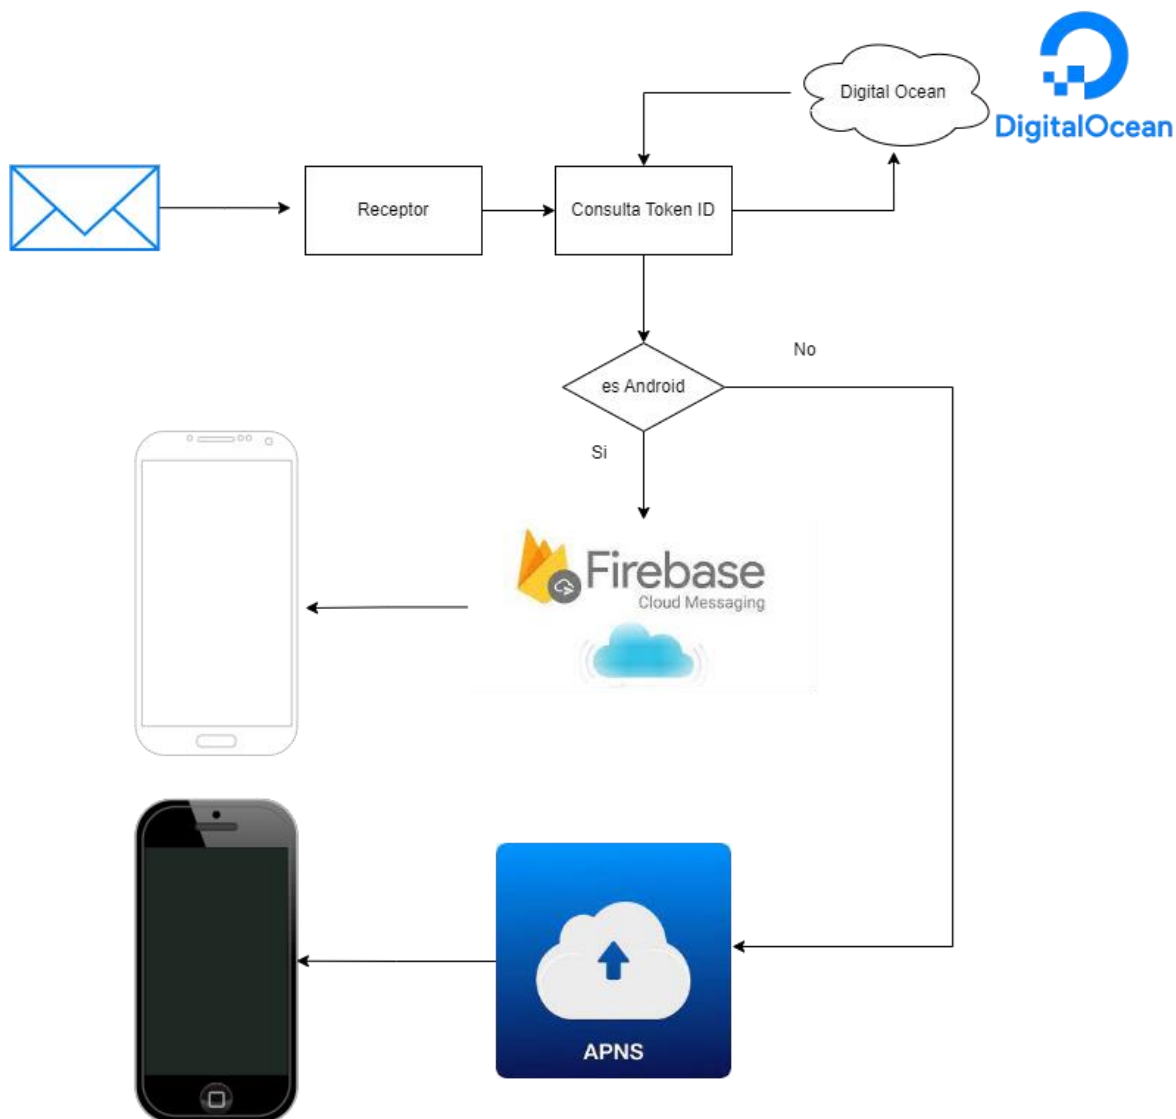 Digital Ocean
DigitalOcean
Receptor
Consulta Token ID
No
es Android
Si
Firebase
Cloud Messaging
APNS